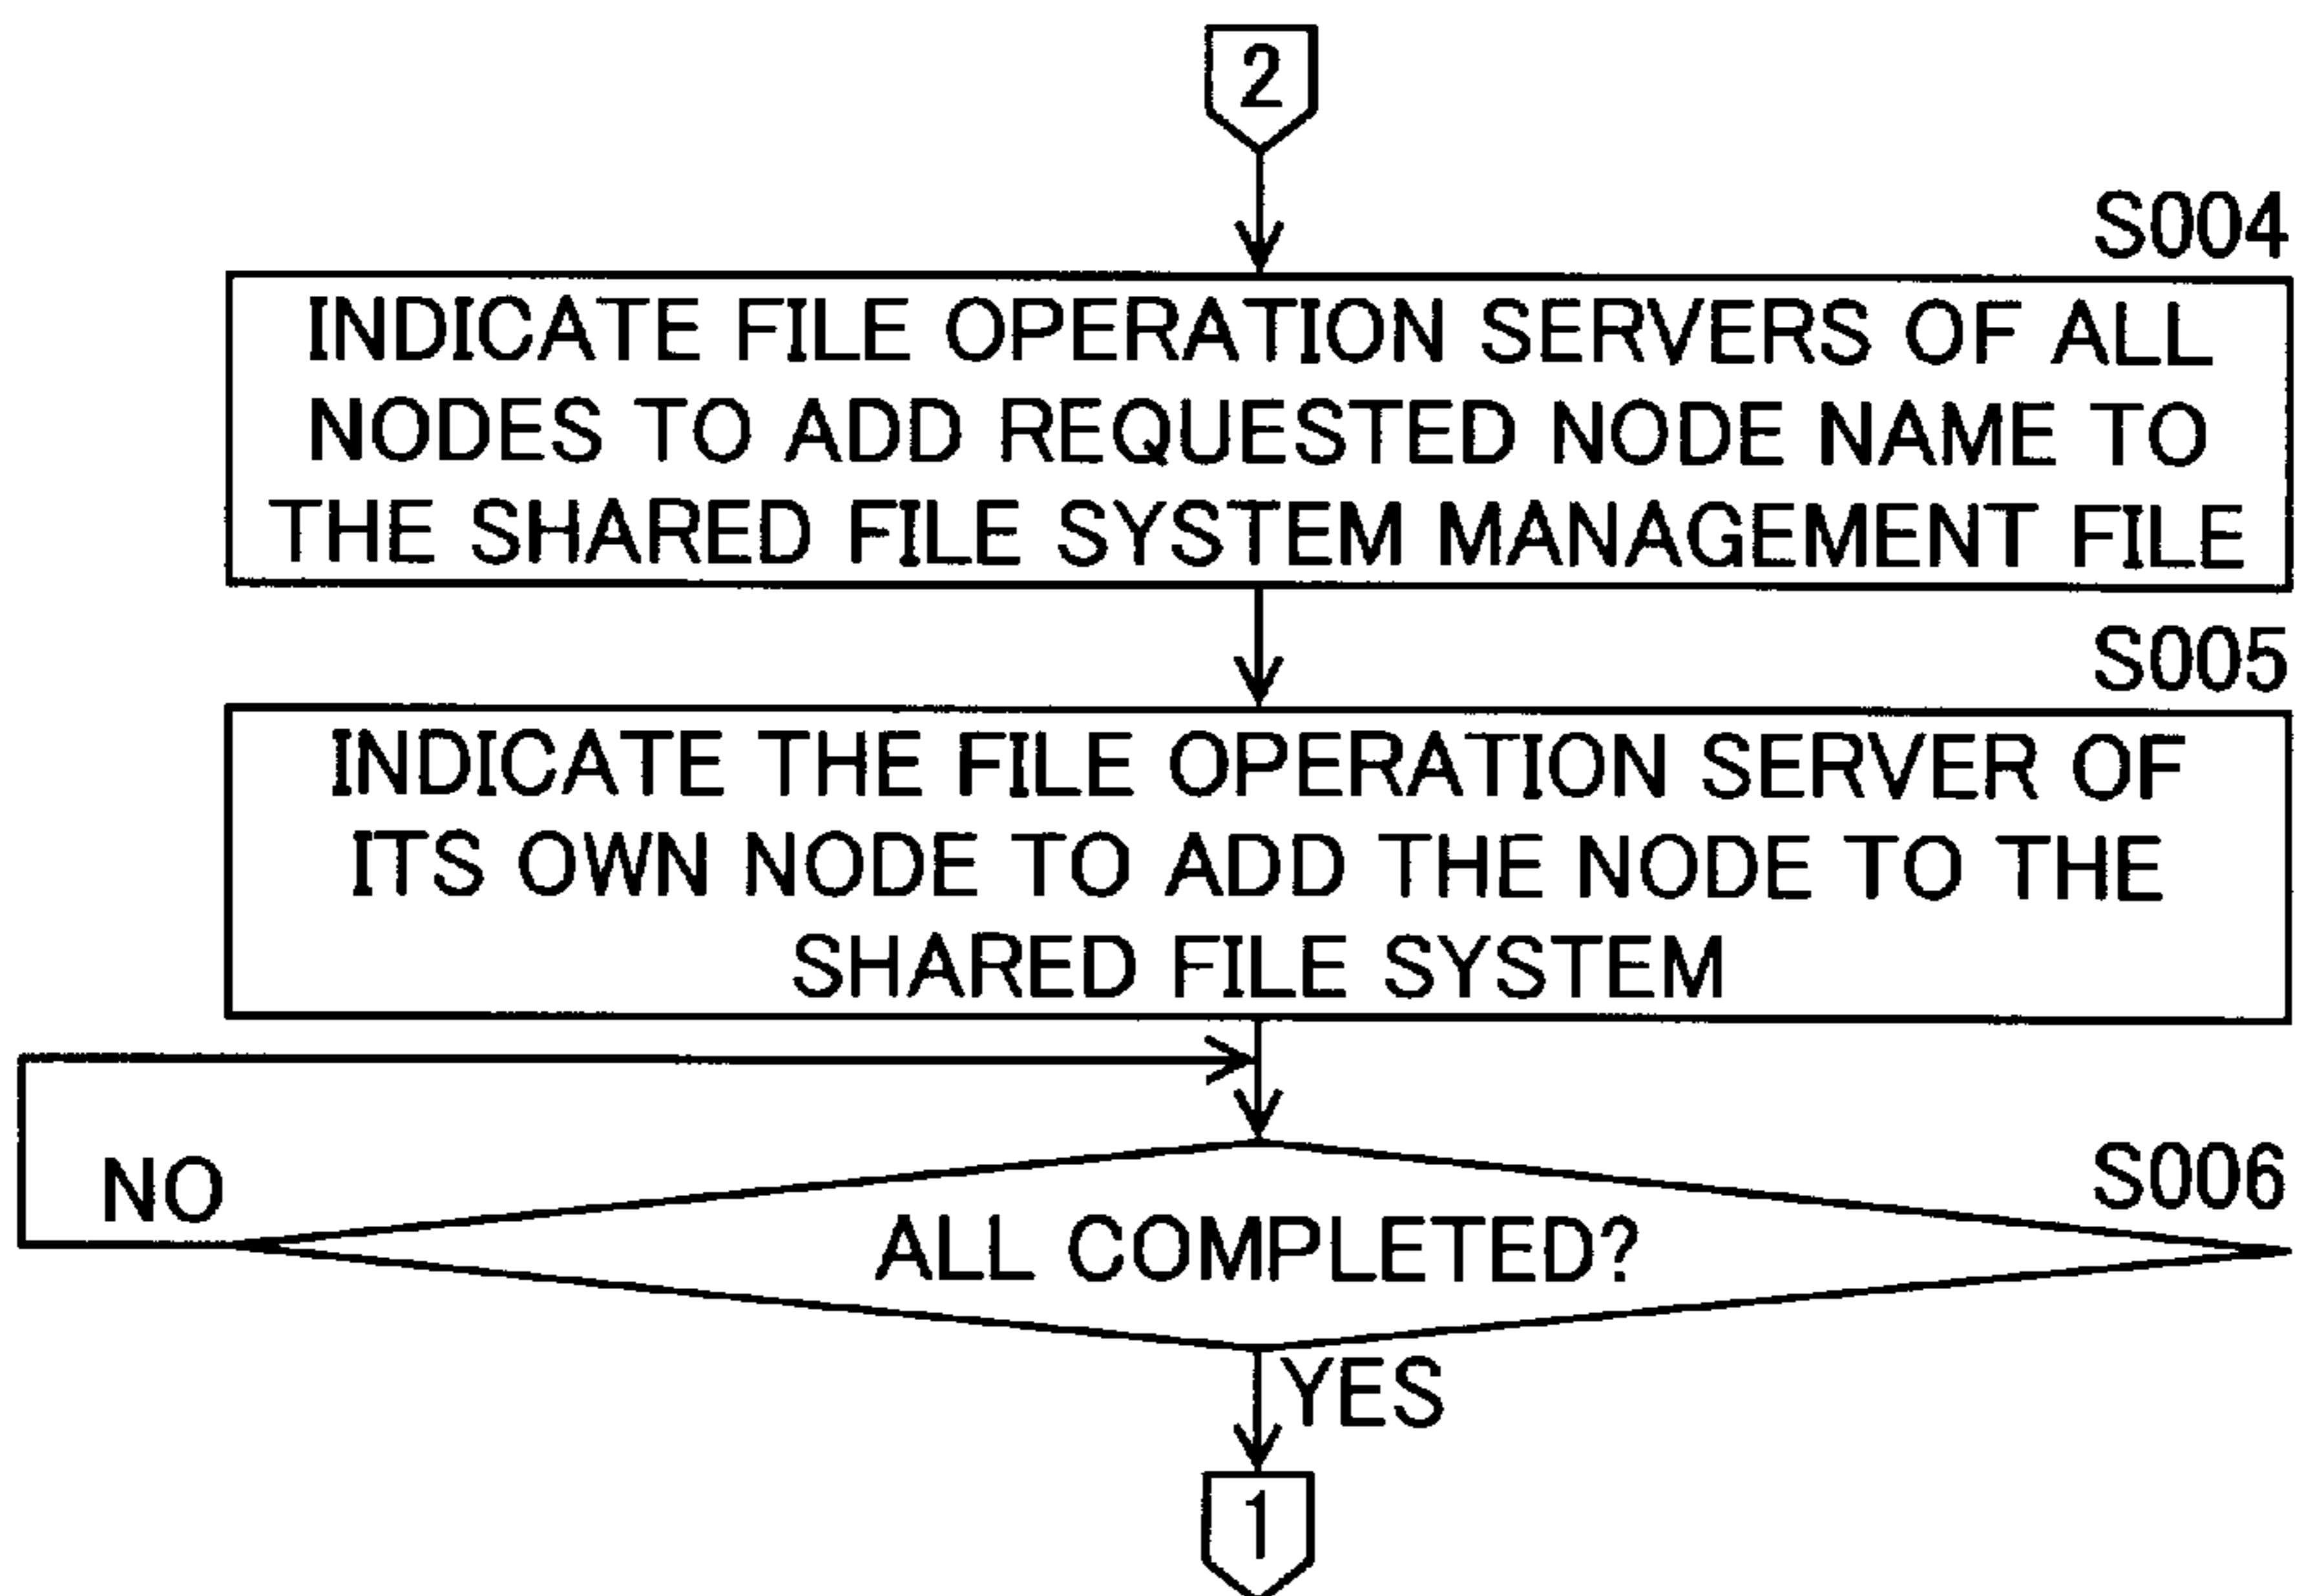 2
S004
INDICATE FILE OPERATION SERVERS OF ALL
NODES TO ADD REQUESTED NODE NAME TO
THE SHARED FILE SYSTEM MANAGEMENT FILE
S005
INDICATE THE FILE OPERATION SERVER OF
ITS OWN NODE TO ADD THE NODE TO THE
SHARED FILE SYSTEM
NO
S006
ALL COMPLETED?
YES
1